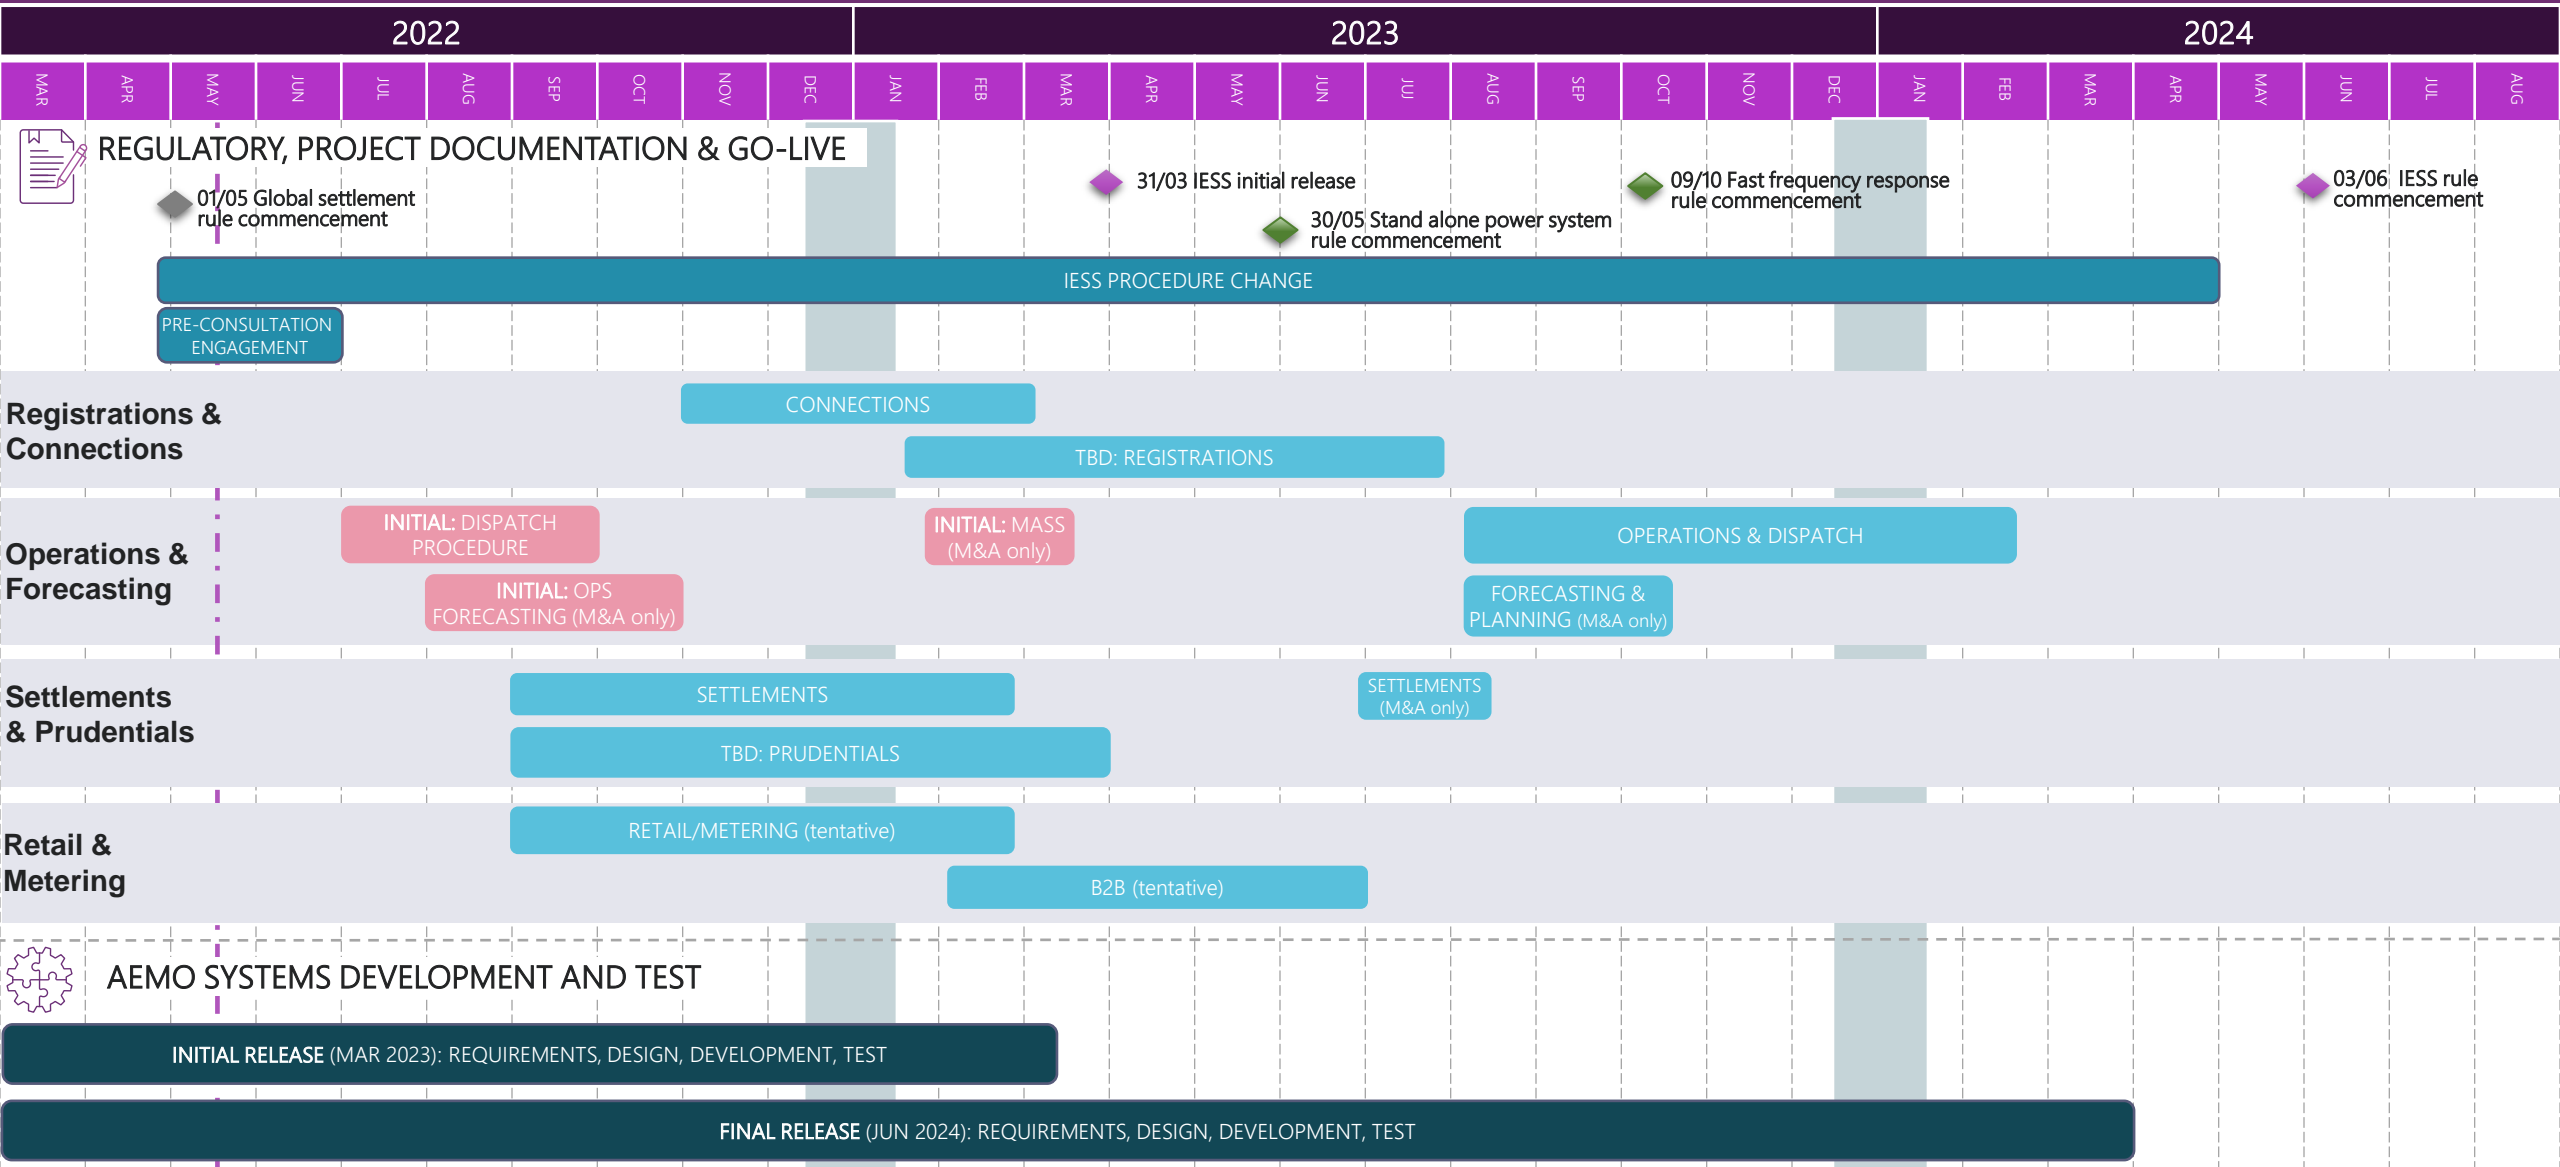 2022
2023
2024
MAR
APR
MAY
JUN
JUL
AUG
SEP
OCT
NOV
DEC
JAN
FEB
MAR
APR
MAY
JUN
JUJ
AUG
SEP
OCT
NOV
DEC
JAN
FEB
MAR
APR
MAY
JUN
JUL
AUG
REGULATORY, PROJECT DOCUMENTATION & GO-LIVE
01/05 Global settlement
rule commencement
31/03 IESS initial release
30/05 Stand alone power system
rule commencement
09/10 Fast frequency response
rule commencement
03/06 IESS rule
commencement
IESS PROCEDURE CHANGE
PRE-CONSULTATION
ENGAGEMENT
Registrations &
Connections
CONNECTIONS
TBD: REGISTRATIONS
Operations &
Forecasting
INITIAL: DISPATCH
PROCEDURE
INITIAL: OPS
FORECASTING (M&A only)
INITIAL: MASS
(M&A only)
OPERATIONS & DISPATCH
FORECASTING &
PLANNING (M&A only)
Settlements
& Prudentials
SETTLEMENTS
TBD: PRUDENTIALS
SETTLEMENTS
(M&A only)
Retail &
Metering
RETAIL/METERING (tentative)
B2B (tentative)
AEMO SYSTEMS DEVELOPMENT AND TEST
INITIAL RELEASE (MAR 2023): REQUIREMENTS, DESIGN, DEVELOPMENT, TEST
FINAL RELEASE (JUN 2024): REQUIREMENTS, DESIGN, DEVELOPMENT, TEST